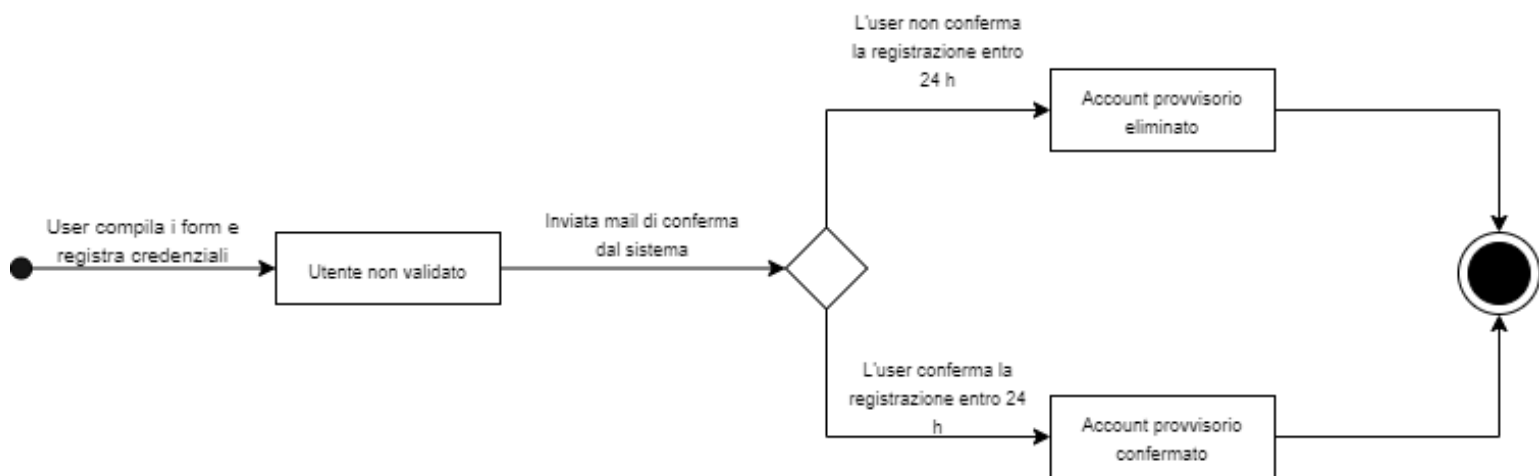 L'user non conferma
la registrazione entro
24 h
Account provvisorio
eliminato
User compila i form e
registra credenziali
Utente non validato
Inviata mail di conferma
dal sistema
L'user conferma la
registrazione entro 24
h
Account provvisorio
confermato